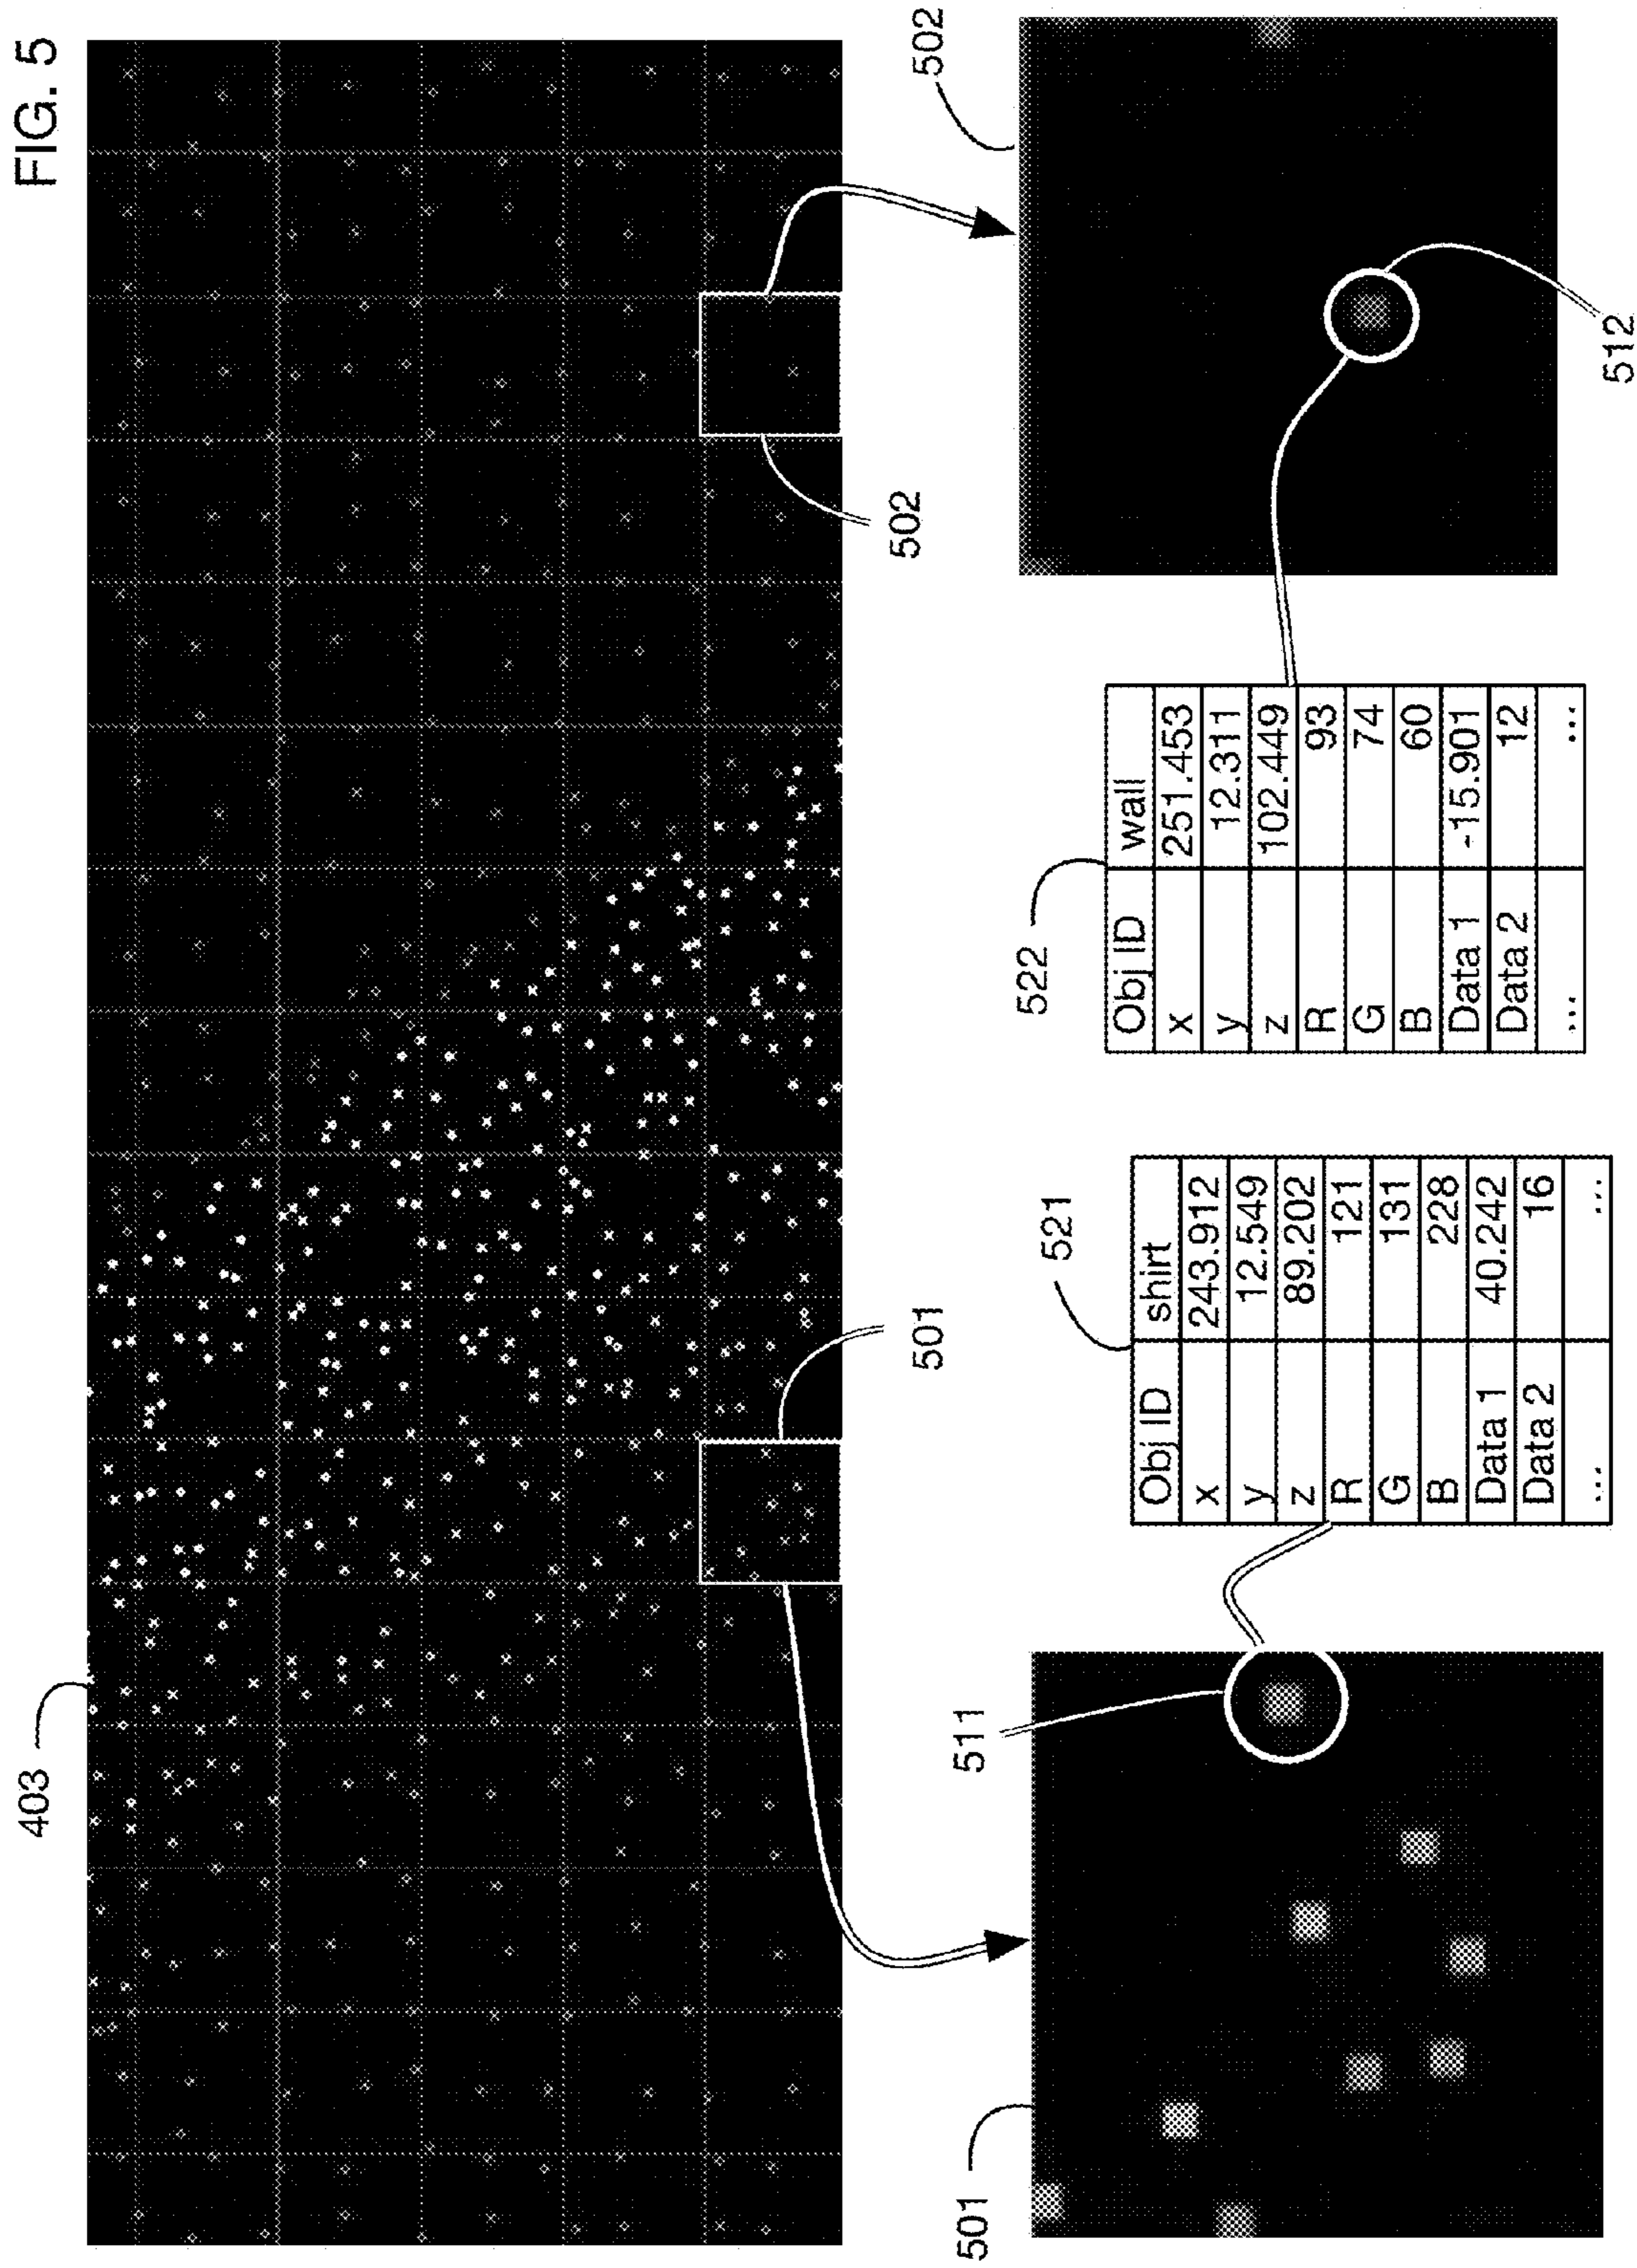 FIG. 5
403
501
502
501
511
521
522
502
512
Obj ID shirt
x 243.912
y 12.549
z 89.202
R 121
G 131
B 228
Data 1 40.242
Data 2 16
... ...
Obj ID wall
x 251.453
y 12.311
z 102.449
R 93
G 74
B 60
Data 1 -15.901
Data 2 12
... ...